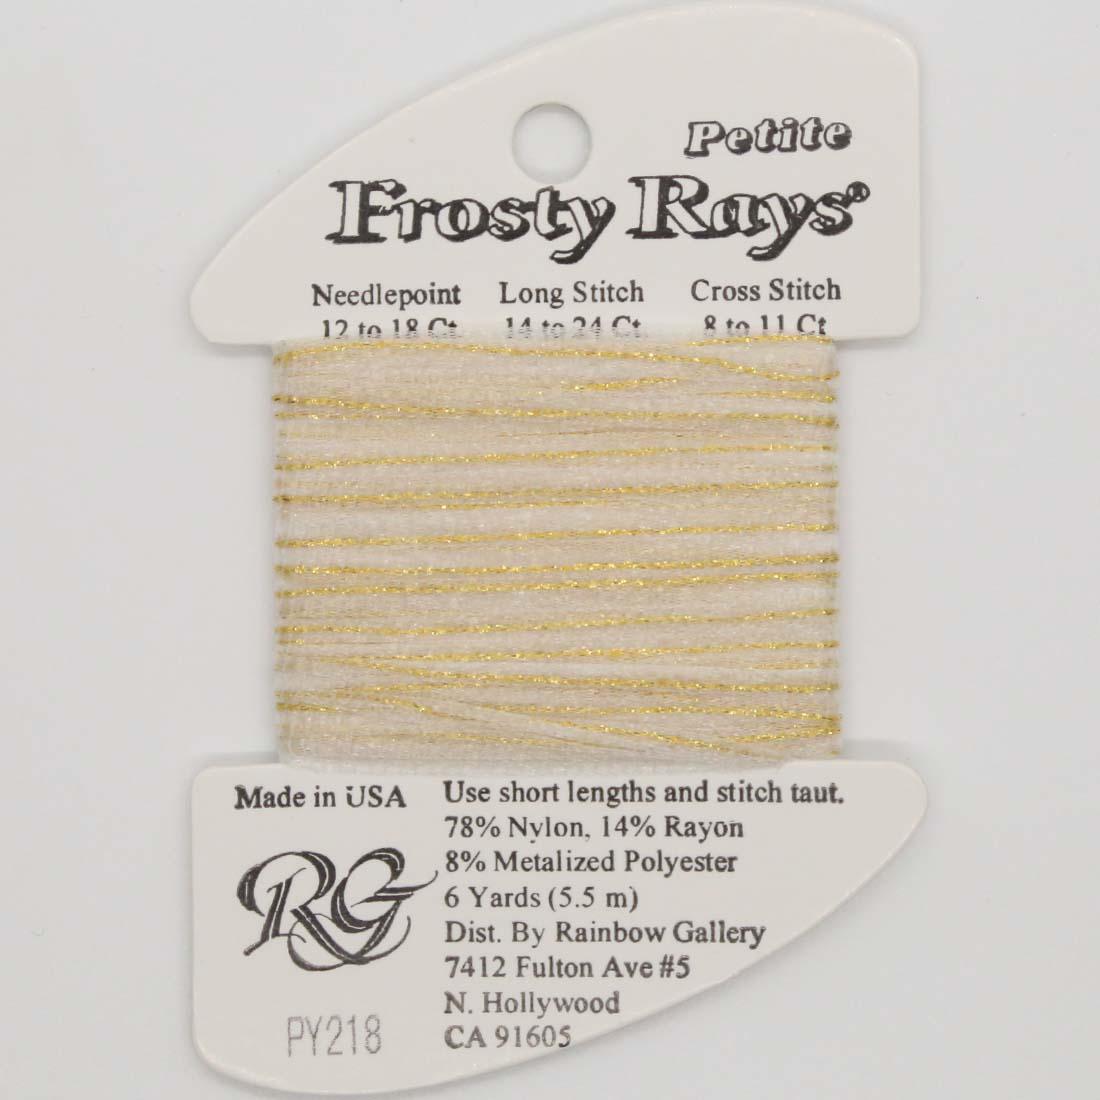 Petite
Frosty Rays®
Needlepoint Long Stitch Cross Stitch
12 to 18 Ct. 14 to 24 Ct. 8 to 11 Ct
Made in USA
Use short lengths and stitch taut.
78% Nylon, 14% Rayon
8% Metalized Polyester
6 Yards (5.5 m)
Dist. By Rainbow Gallery
7412 Fulton Ave #5
N. Hollywood
CA 91605
RG
PY218